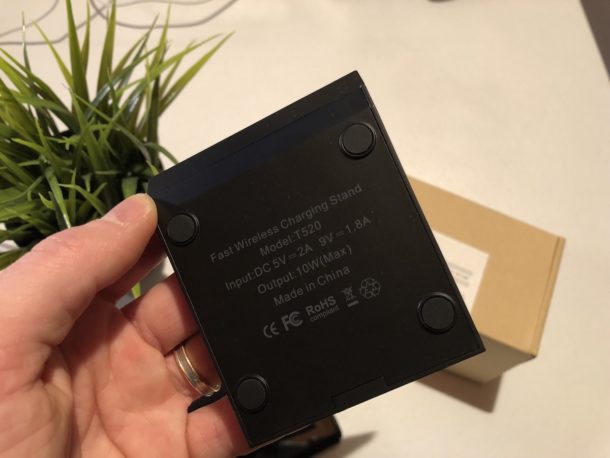 Fast Wireless Charging Stand
Model:T520
Input:DC 5V⎓2A 9V⎓1.8A
Output:10W(Max.)
Made in China
CE FC RoHS
compliant